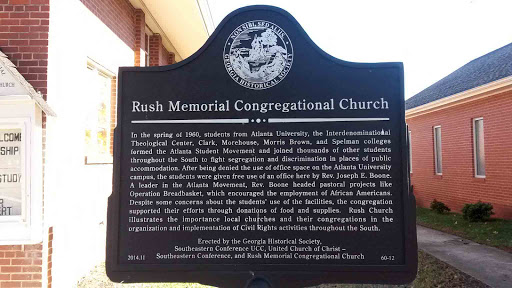 NON SIBI, SED ALIIS
GEORGIA HISTORICAL SOCIETY
Rush Memorial Congregational Church
In the spring of 1960, students from Atlanta University, the Interdenominational
Theological Center, Clark, Morehouse, Morris Brown, and Spelman colleges
formed the Atlanta Student Movement and joined thousands of other students
throughout the South to fight segregation and discrimination in places of public
accommodation. After being denied the use of office space on the Atlanta University
campus, the students were given free use of an office here by Rev. Joseph E. Boone.
A leader in the Atlanta Movement, Rev. Boone headed pastoral projects like
Operation Breadbasket, which encouraged the employment of African Americans.
Despite some concerns about the students' use of the facilities, the congregation
supported their efforts through donations of food and supplies. Rush Church
illustrates the importance local churches and their congregations in the
organization and implementation of Civil Rights activities throughout the South.
Erected by the Georgia Historical Society,
Southeastern Conference UCC, United Church of Christ –
Southeastern Conference, and Rush Memorial Congregational Church
2014.11
60-12
STUDY